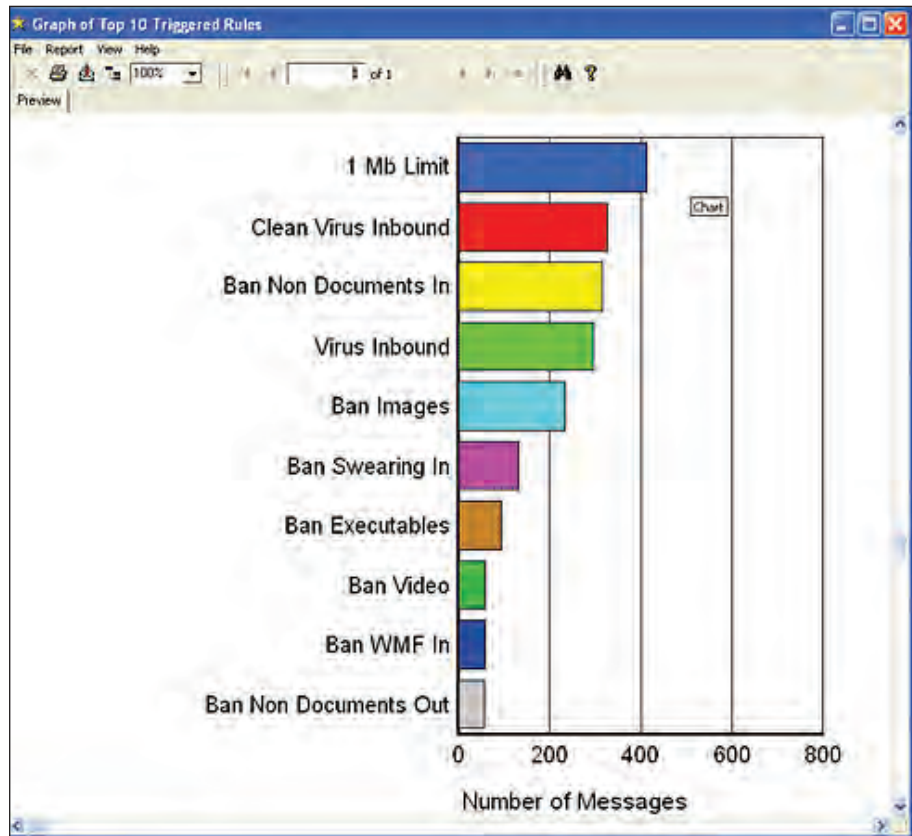 Graph of Top 10 Triggered Rules
File Report View Help
100% of 1
Preview
1 Mb Limit
Chart
Clean Virus Inbound
Ban Non Documents In
Virus Inbound
Ban Images
Ban Swearing In
Ban Executables
Ban Video
Ban WMF In
Ban Non Documents Out
0 200 400 600 800
Number of Messages